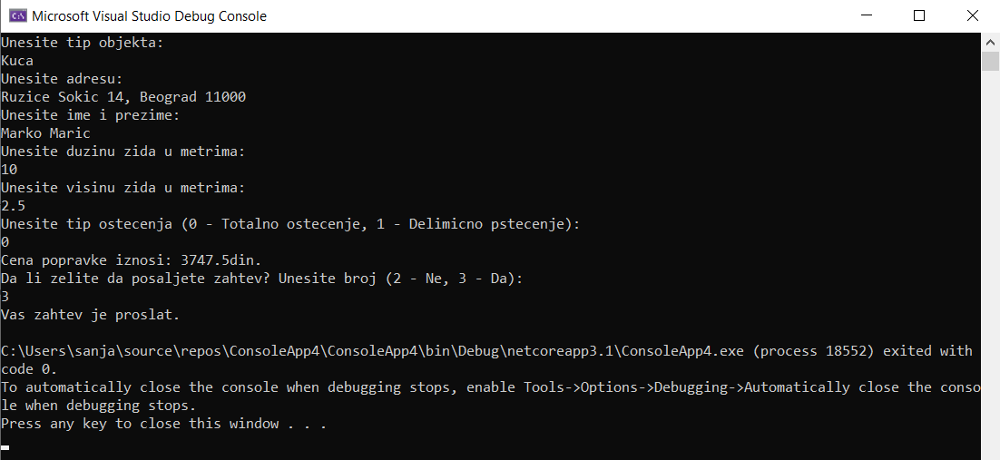 Microsoft Visual Studio Debug Console
Unesite tip objekta:
Kuca
Unesite adresu:
Ruzice Sokic 14, Beograd 11000
Unesite ime i prezime:
Marko Maric
Unesite duzinu zida u metrima:
10
Unesite visinu zida u metrima:
2.5
Unesite tip ostecenja (0 - Totalno ostecenje, 1 - Delimicno pstecenje):
0
Cena popravke iznosi: 3747.5din.
Da li zelite da posaljete zahtev? Unesite broj (2 - Ne, 3 - Da):
3
Vas zahtev je proslat.
C:\Users\sanja\source\repos\ConsoleApp4\ConsoleApp4\bin\Debug\netcoreapp3.1\ConsoleApp4.exe (process 18552) exited with
code 0.
To automatically close the console when debugging stops, enable Tools->Options->Debugging->Automatically close the conso
le when debugging stops.
Press any key to close this window . . .